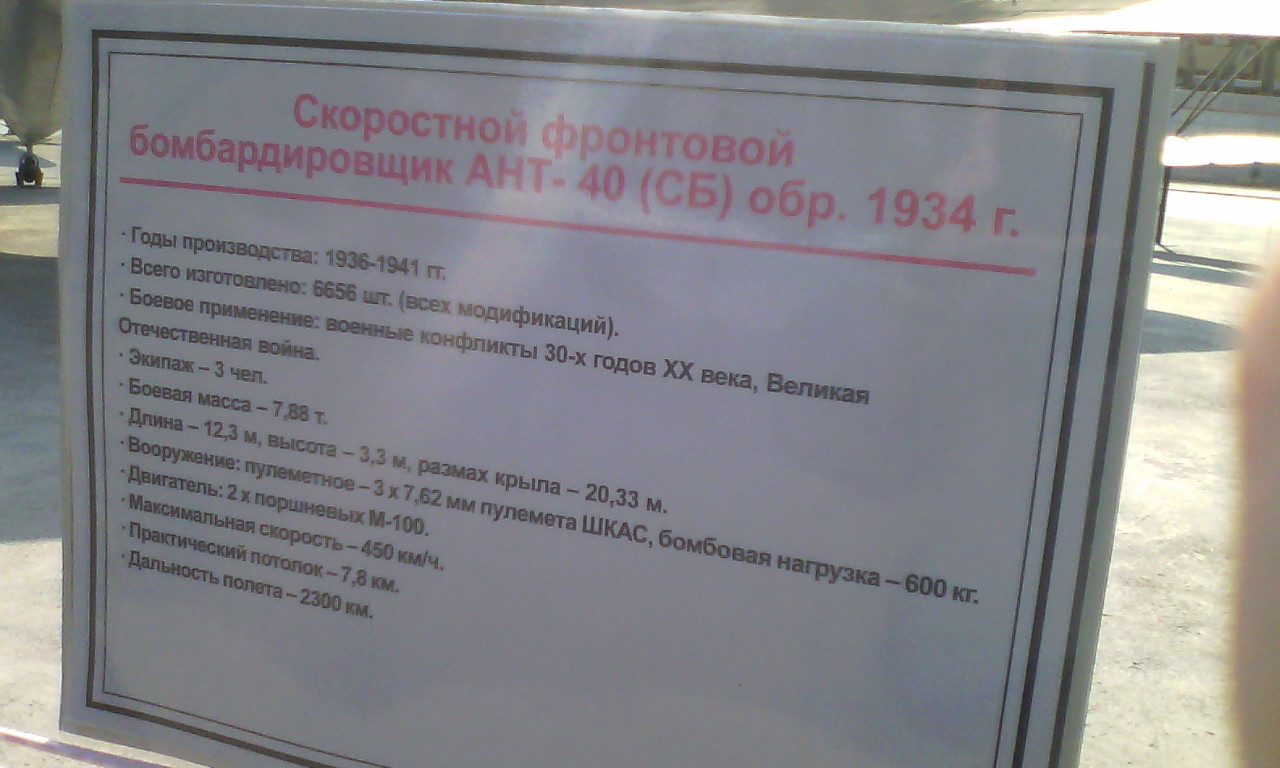 Скоростной фронтовой
бомбардировщик АНТ- 40 (СБ) обр. 1934 г.
· Годы производства: 1936-1941 гг.
· Всего изготовлено: 6656 шт. (всех модификаций).
· Боевое применение: военные конфликты 30-х годов XX века, Великая
Отечественная война.
· Экипаж – 3 чел.
· Боевая масса – 7,88 т.
· Длина – 12,3 м, высота – 3,3 м, размах крыла – 20,33 м.
· Вооружение: пулеметное – 3 х 7,62 мм пулемета ШКАС, бомбовая нагрузка – 600 кг.
· Двигатель: 2 х поршневых М-100.
· Максимальная скорость – 450 км/ч.
· Практический потолок – 7,8 км.
· Дальность полета – 2300 км.